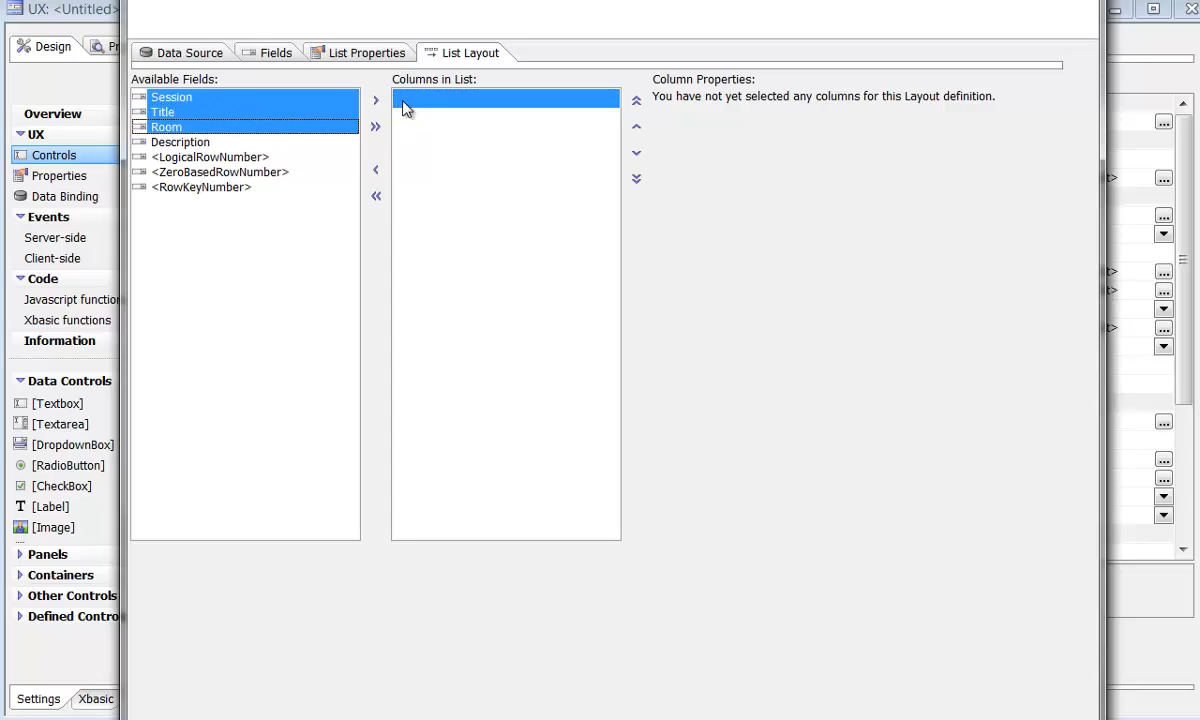 UX: <Untitled>
Design
Pr
Data Source
Fields
List Properties
List Layout
Available Fields:
Columns in List:
Column Properties:
Session
Title
Room
Description
<LogicalRowNumber>
<ZeroBasedRowNumber>
<RowKeyNumber>
You have not yet selected any columns for this Layout definition.
Overview
UX
Controls
Properties
Data Binding
Events
Server-side
Client-side
Code
Javascript function
Xbasic functions
Information
Data Controls
[Textbox]
[Textarea]
[DropdownBox]
[RadioButton]
[CheckBox]
T [Label]
[Image]
Panels
Containers
Other Controls
Defined Contro
Settings
Xbasic
...
...
t>
...
...
t>
...
t>
...
t>
...
...
...
...